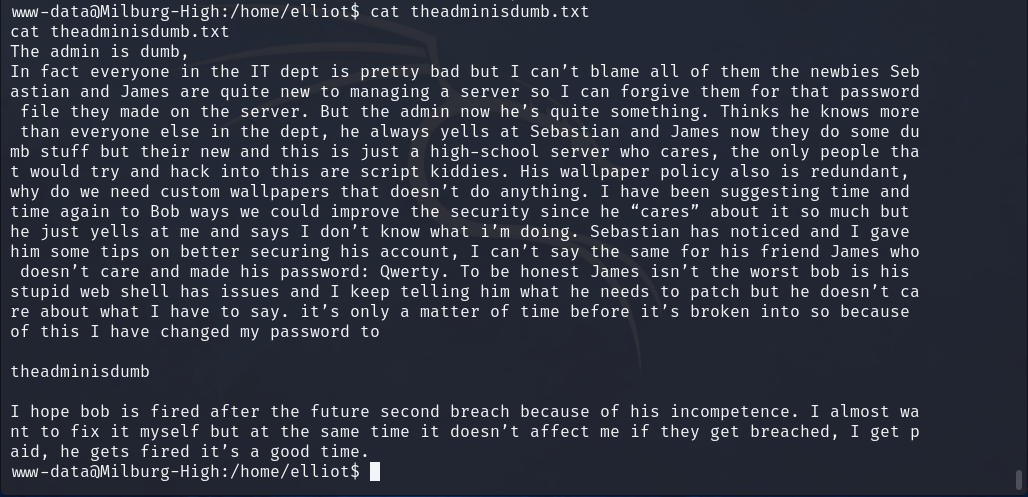 www-data@Milburg-High:/home/elliot$ cat theadminisdumb.txt
cat theadminisdumb.txt
The admin is dumb,
In fact everyone in the IT dept is pretty bad but I can’t blame all of them the newbies Seb
astian and James are quite new to managing a server so I can forgive them for that password
 file they made on the server. But the admin now he’s quite something. Thinks he knows more
 than everyone else in the dept, he always yells at Sebastian and James now they do some du
mb stuff but their new and this is just a high-school server who cares, the only people tha
t would try and hack into this are script kiddies. His wallpaper policy also is redundant,
why do we need custom wallpapers that doesn’t do anything. I have been suggesting time and
time again to Bob ways we could improve the security since he “cares” about it so much but
he just yells at me and says I don’t know what i’m doing. Sebastian has noticed and I gave
him some tips on better securing his account, I can’t say the same for his friend James who
 doesn’t care and made his password: Qwerty. To be honest James isn’t the worst bob is his
stupid web shell has issues and I keep telling him what he needs to patch but he doesn’t ca
re about what I have to say. it’s only a matter of time before it’s broken into so because
of this I have changed my password to

theadminisdumb

I hope bob is fired after the future second breach because of his incompetence. I almost wa
nt to fix it myself but at the same time it doesn’t affect me if they get breached, I get p
aid, he gets fired it’s a good time.
www-data@Milburg-High:/home/elliot$